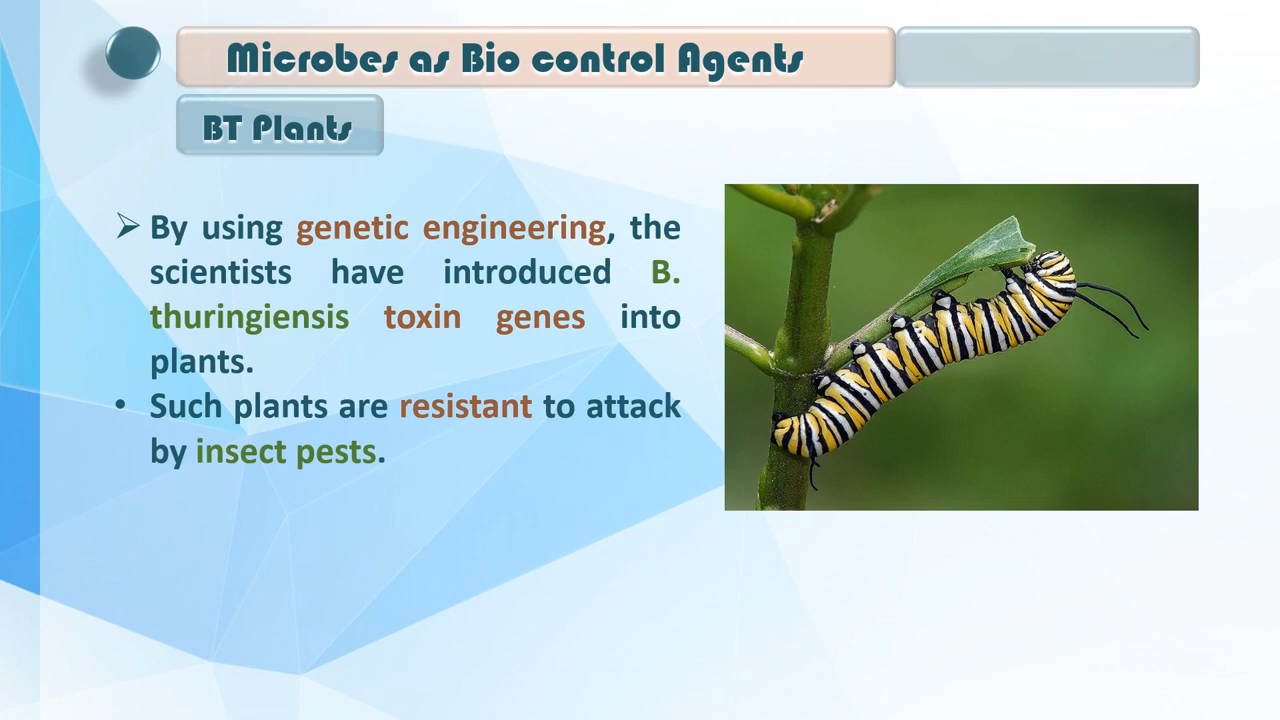 Microbes as Bio control Agents
BT Plants
➢ By using genetic engineering, the
scientists have introduced B.
thuringiensis toxin genes into
plants.
• Such plants are resistant to attack
by insect pests.